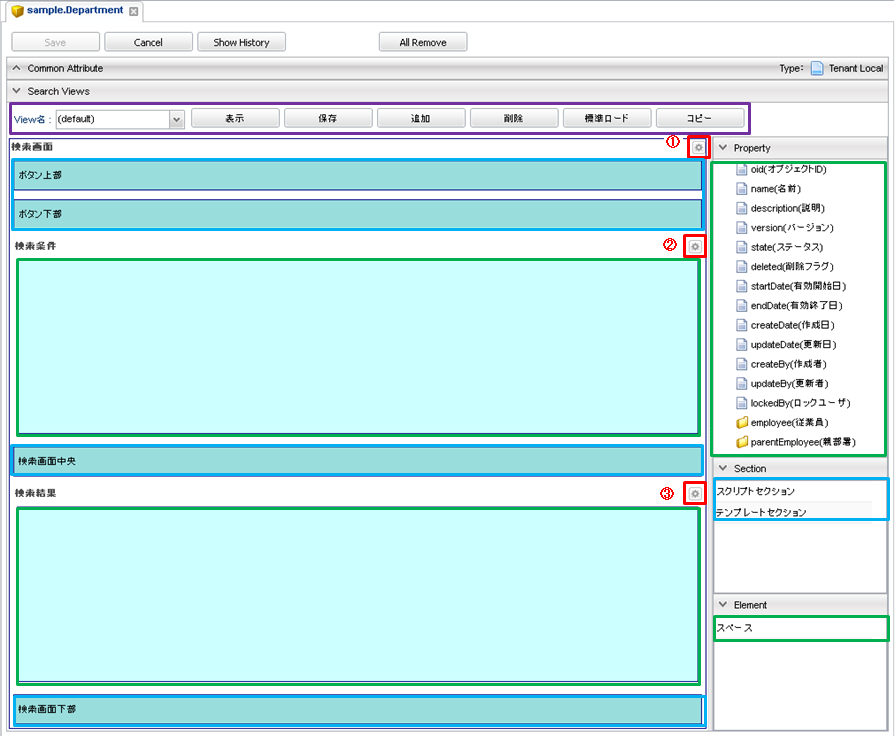 sample.Department
Save Cancel Show History All Remove
Common Attribute Type: Tenant Local
Search Views
View名 : (default) 表示 保存 追加 削除 標準ロード コピー
検索画面 ①
ボタン上部
ボタン下部
検索条件 ②
検索画面中央
検索結果 ③
検索画面下部
Property
oid(オブジェクトID)
name(名前)
description(説明)
version(バージョン)
state(ステータス)
deleted(削除フラグ)
startDate(有効開始日)
endDate(有効終了日)
createDate(作成日)
updateDate(更新日)
createBy(作成者)
updateBy(更新者)
lockedBy(ロックユーザ)
employee(従業員)
parentEmployee(親部署)
Section
スクリプトセクション
テンプレートセクション
Element
スペース